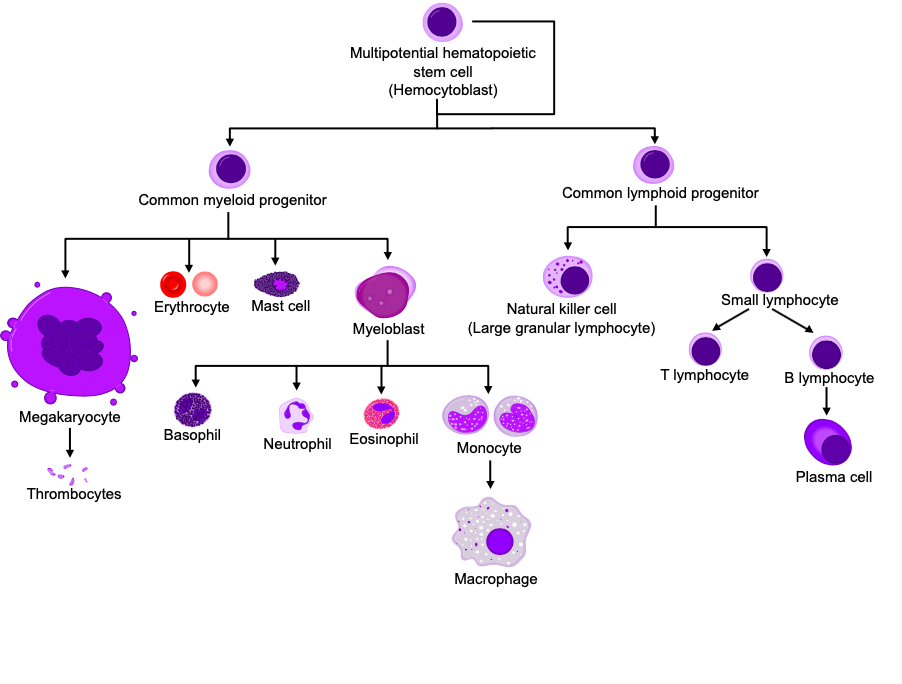 Multipotential hematopoietic
stem cell
(Hemocytoblast)
Common myeloid progenitor
Common lymphoid progenitor
Erythrocyte
Mast cell
Myeloblast
Natural killer cell
(Large granular lymphocyte)
Small lymphocyte
T lymphocyte
B lymphocyte
Megakaryocyte
Basophil
Neutrophil
Eosinophil
Monocyte
Plasma cell
Thrombocytes
Macrophage